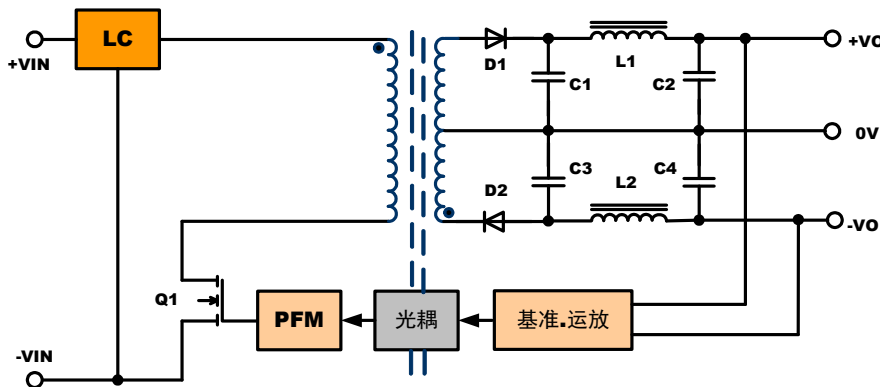 LC
+VIN
D1
C1
L1
C2
+VO
0V
C3
C4
D2
L2
-VO
Q1
PFM
光耦
基准.运放
-VIN